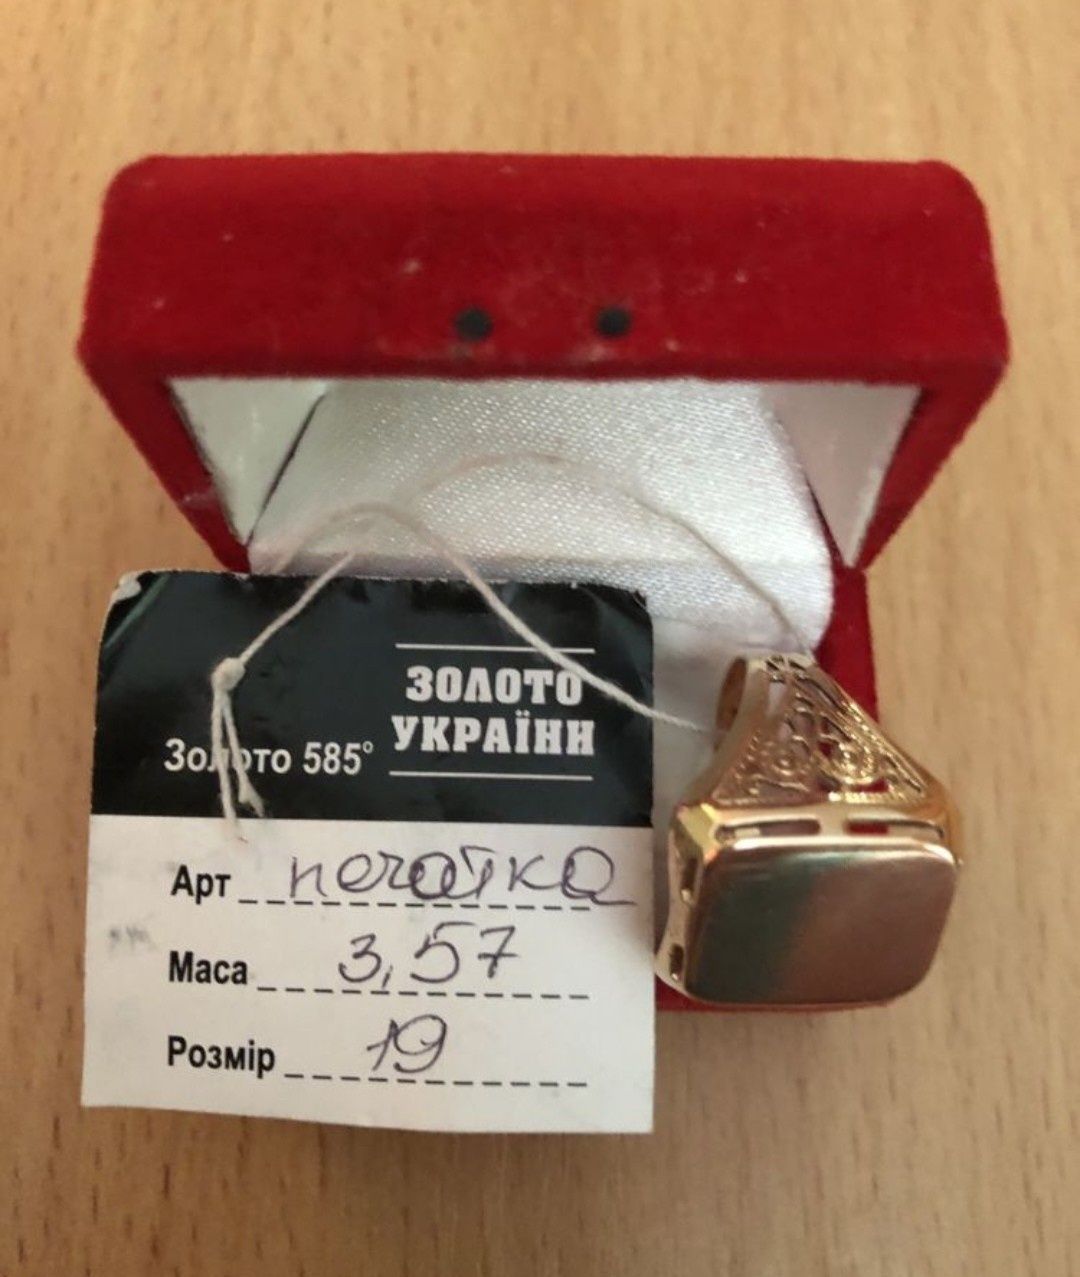 ЗОЛОТО
УКРАЇНИ
Золото 585°
Арт печатка
Маса 3,57
Розмір 19